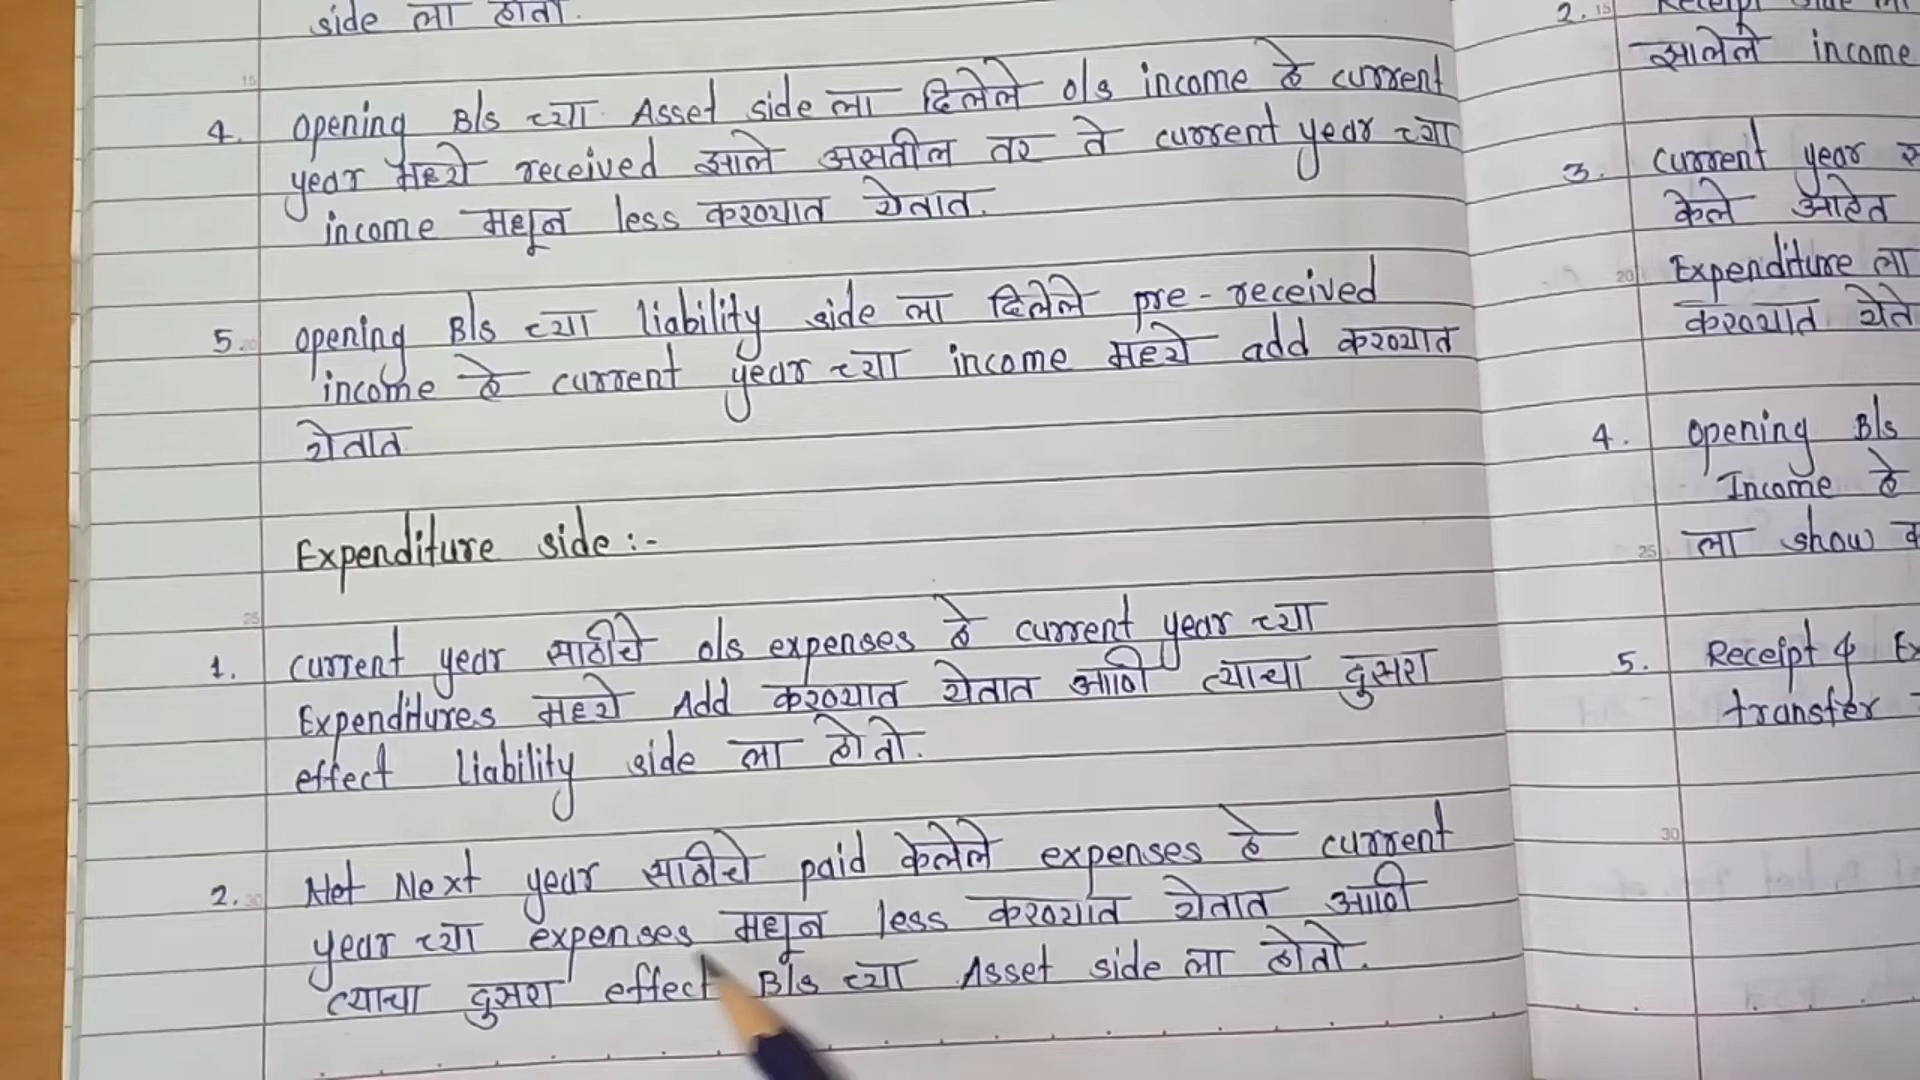 side ला होतो.
4. opening B/s च्या Asset side ला दिलेले o/s income हे current
year मध्ये received झाले असतील तर ते current year च्या
income मधून less करण्यात येतात.
5. opening B/s च्या liability side ला दिलेले pre-received
income हे current year च्या income मध्ये add करण्यात
येतात
Expenditure side :-
1. current year साठीचे o/s expenses हे current year च्या
Expenditures मध्ये Add करण्यात येतात आणि त्याचा दुसरा
effect liability side ला होतो.
2. Net Next year साठीचे paid केलेले expenses हे current
year च्या expenses मधून less करण्यात येतात आणि
त्याचा दुसरा effect B/s च्या Asset side ला होतो.
2. Receipt side
झालेले income
3. current year
केले आहेत
Expenditure ला
करण्यात येते
4. opening B/s
Income हे
ला show
5. Receipt &
transfer